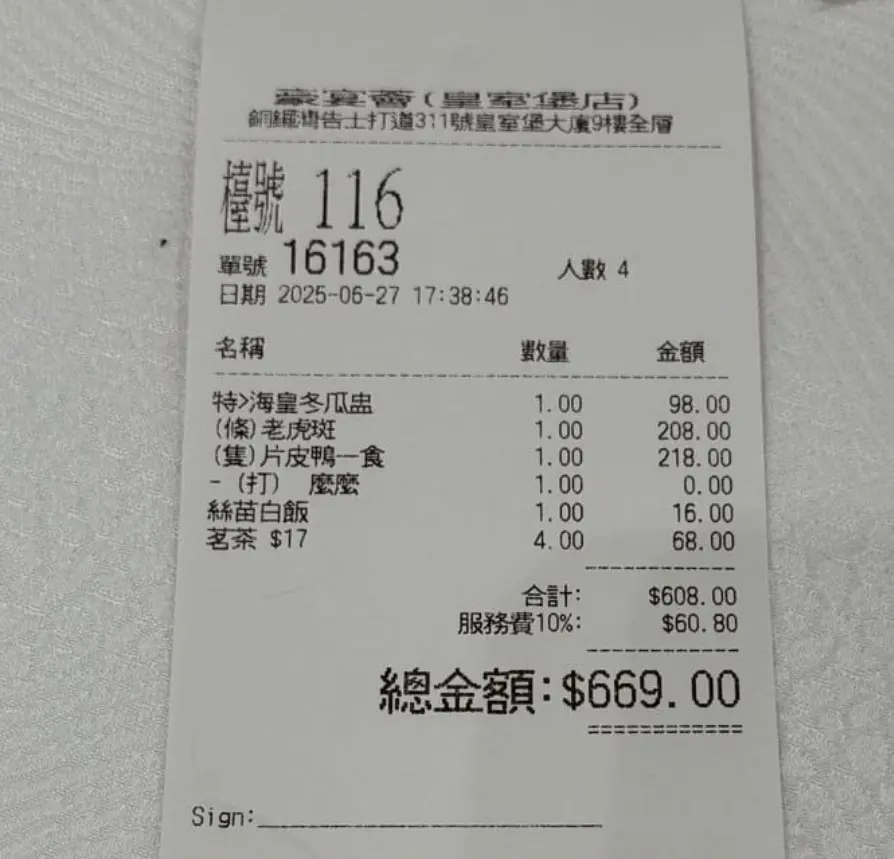 豪宴薈(皇室堡店)
銅鑼灣告士打道311號皇室堡大廈9樓全層
檯號 116
單號 16163 人數 4
日期 2025-06-27 17:38:46
名稱 數量 金額
特>海皇冬瓜盅 1.00 98.00
(條)老虎斑 1.00 208.00
(隻)片皮鴨一食 1.00 218.00
- (打) 麼麼 1.00 0.00
絲苗白飯 1.00 16.00
茗茶 $17 4.00 68.00
合計: $608.00
服務費10%: $60.80
總金額:$669.00
Sign: